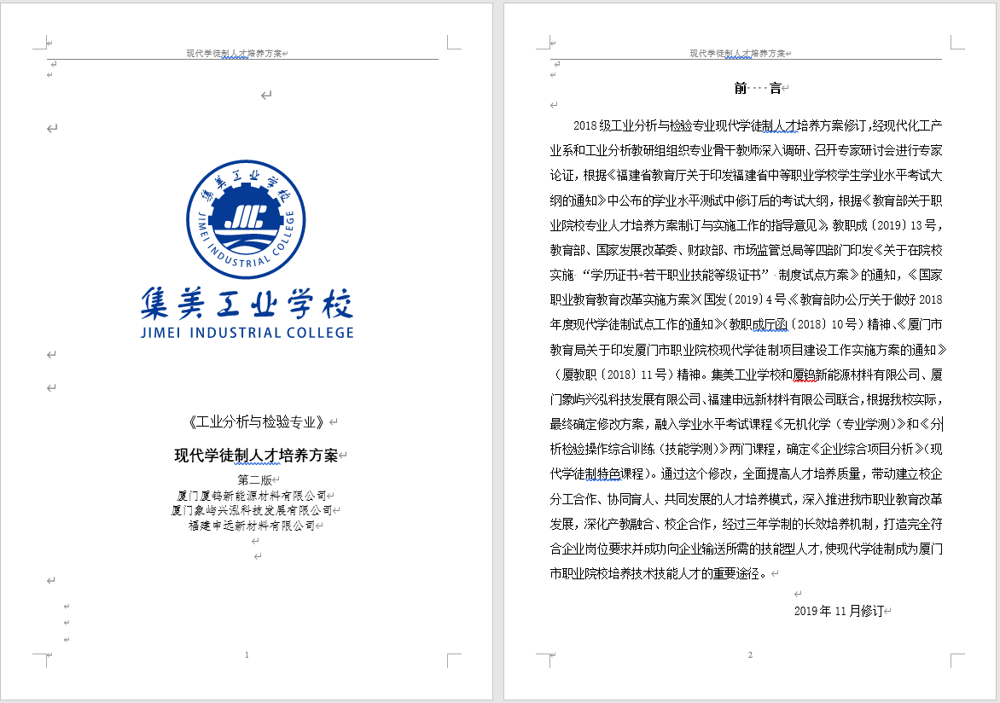 现代学徒制人才培养方案
集美工业学校
JMC
JIMEI INDUSTRIAL COLLEGE
集美工业学校
JIMEI INDUSTRIAL COLLEGE
《工业分析与检验专业》
现代学徒制人才培养方案
第二版
厦门厦钨新能源材料有限公司
厦门象屿兴泓科技发展有限公司
福建申远新材料有限公司
1
现代学徒制人才培养方案
前····言
2018 级工业分析与检验专业现代学徒制人才培养方案修订,经现代化工产
业系和工业分析教研组组织专业骨干教师深入调研、召开专家研讨会进行专家
论证，根据《福建省教育厅关于印发福建省中等职业学校学生学业水平考试大
纲的通知》中公布的学业水平测试中修订后的考试大纲，根据《教育部关于职
业院校专业人才培养方案制订与实施工作的指导意见》，教职成〔2019〕13 号，
教育部、国家发展改革委、财政部、市场监管总局等四部门印发《关于在院校
实施·“学历证书+若干职业技能等级证书”·制度试点方案》的通知，《国家
职业教育教育改革实施方案》（国发〔2019〕4 号、《教育部办公厅关于做好 2018
年度现代学徒制试点工作的通知》（教职成厅函〔2018〕10 号）精神、《厦门市
教育局关于印发厦门市职业院校现代学徒制项目建设工作实施方案的通知》
（厦教职〔2018〕11 号）精神。集美工业学校和厦钨新能源材料有限公司、厦
门象屿兴泓科技发展有限公司、福建申远新材料有限公司联合，根据我校实际，
最终确定修改方案，融入学业水平考试课程《无机化学（专业学测）》和《分
析检验操作综合训练（技能学测）》两门课程，确定《企业综合项目分析》（现
代学徒制特色课程）。通过这个修改，全面提高人才培养质量，带动建立校企
分工合作、协同育人、共同发展的人才培养模式，深入推进我市职业教育改革
发展，深化产教融合、校企合作，经过三年学制的长效培养机制，打造完全符
合企业岗位要求并成功向企业输送所需的技能型人才,使现代学徒制成为厦门
市职业院校培养技术技能人才的重要途径。
2019 年 11 月修订
2